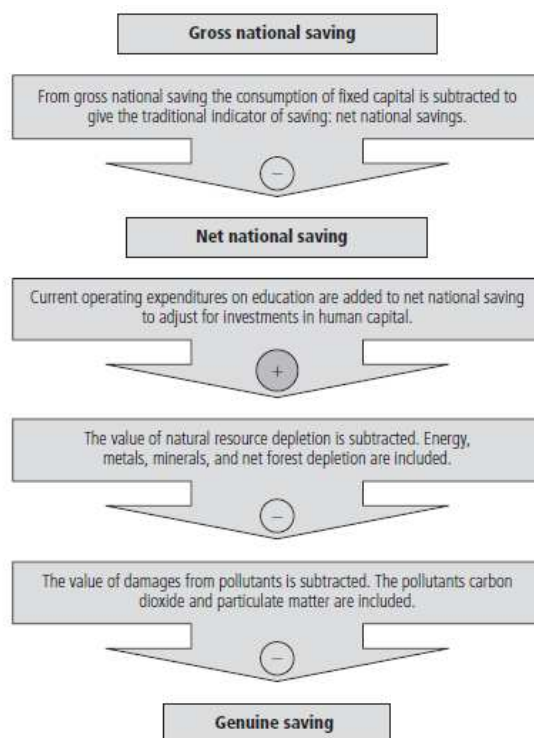 Gross national saving
From gross national saving the consumption of fixed capital is subtracted to
give the traditional indicator of saving: net national savings.
−
Net national saving
Current operating expenditures on education are added to net national saving
to adjust for investments in human capital.
+
The value of natural resource depletion is subtracted. Energy,
metals, minerals, and net forest depletion are included.
−
The value of damages from pollutants is subtracted. The pollutants carbon
dioxide and particulate matter are included.
−
Genuine saving